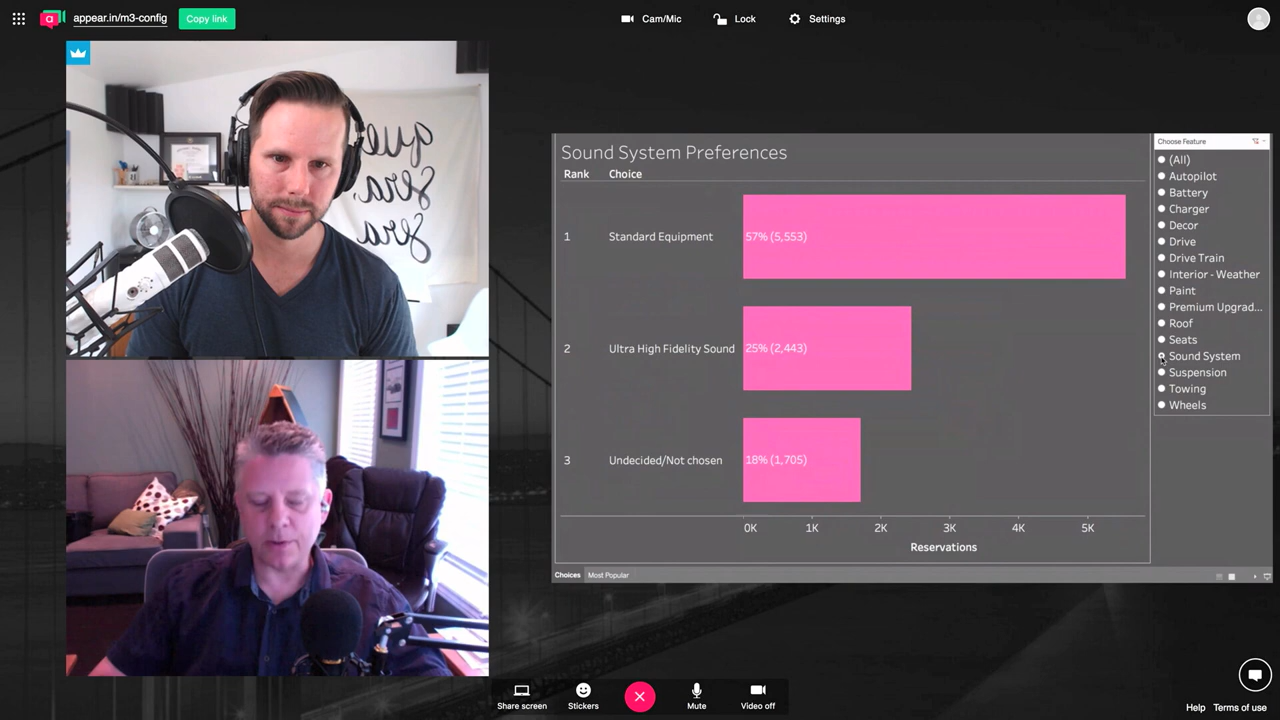 appear.in/m3-config
Copy link
Cam/Mic
Lock
Settings
que
Sera,
Sera
Sound System Preferences
Rank
Choice
1
Standard Equipment
57% (5,553)
2
Ultra High Fidelity Sound
25% (2,443)
3
Undecided/Not chosen
18% (1,705)
0K
1K
2K
3K
4K
5K
Reservations
Choices
Most Popular
Choose Feature
(All)
Autopilot
Battery
Charger
Decor
Drive
Drive Train
Interior - Weather
Paint
Premium Upgrad...
Roof
Seats
Sound System
Suspension
Towing
Wheels
Share screen
Stickers
Mute
Video off
Help
Terms of use